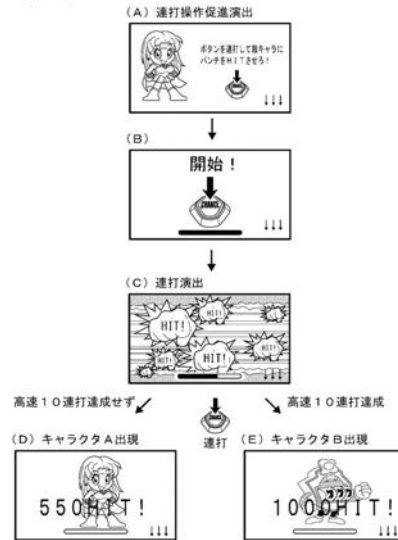 (A) 連打操作促進演出
ボタンを連打して敵キャラに
パンチをHITさせろ!
↓↓↓
(B)
開始!
CHANCE
↓↓↓
(C) 連打演出
HIT!
HIT!
HIT!
HIT!
HIT!
↓↓↓
高速10連打達成せず
高速10連打達成
連打
(D) キャラクタA出現
(E) キャラクタB出現
550HIT!
1000HIT!
↓↓↓
↓↓↓